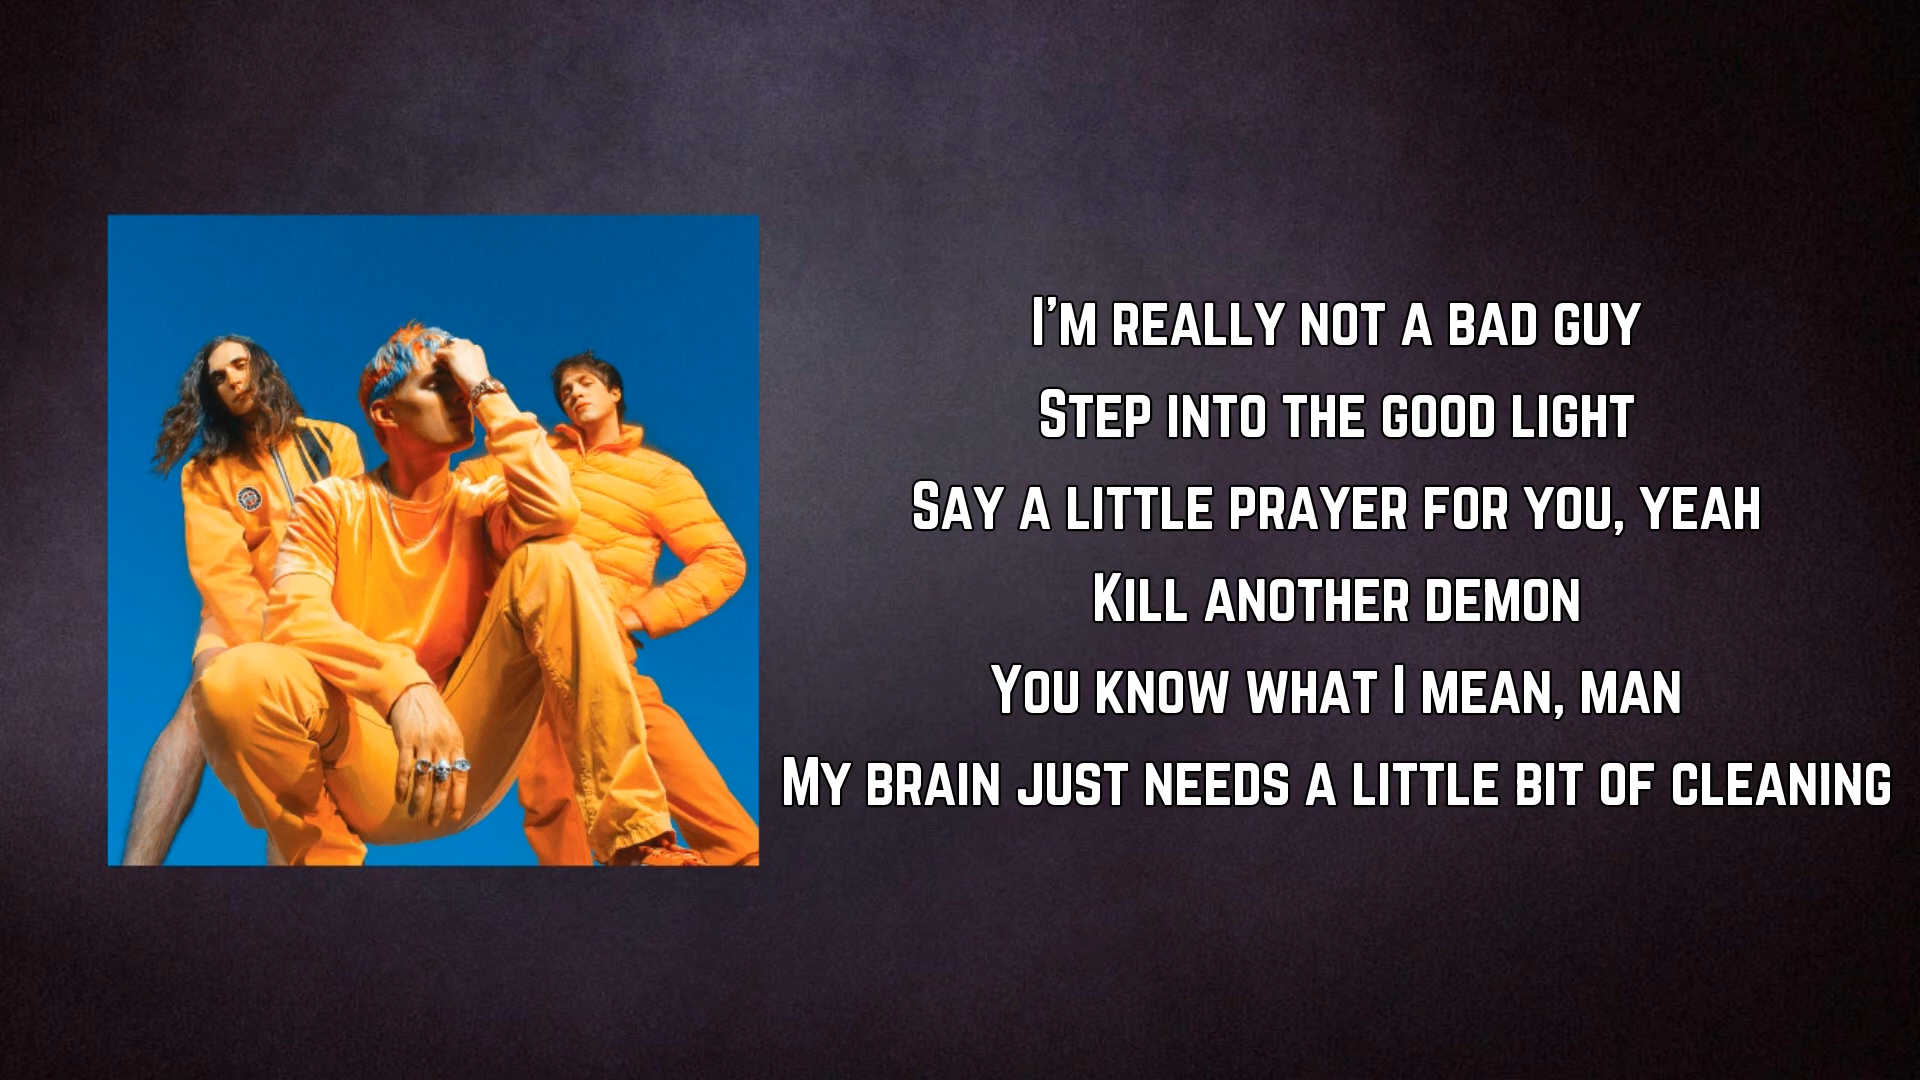 I'm really not a bad guy
Step into the good light
Say a little prayer for you, yeah
Kill another demon
You know what I mean, man
My brain just needs a little bit of cleaning